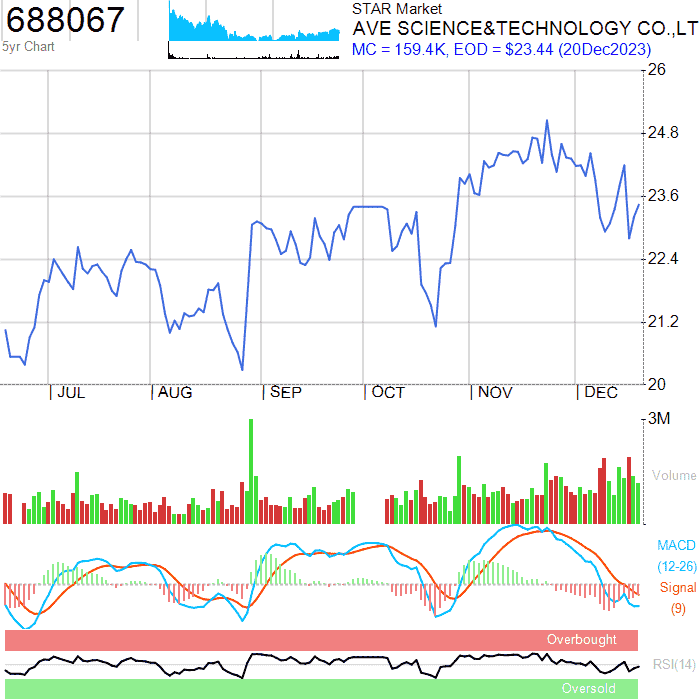 688067
5yr Chart
STAR Market
AVE SCIENCE&TECHNOLOGY CO.,LT
MC = 159.4K, EOD = $23.44 (20Dec2023)
26
24.8
23.6
22.4
21.2
20
JUL
AUG
SEP
OCT
NOV
DEC
3M
Volume
MACD
(12-26)
Signal
(9)
Overbought
RSI(14)
Oversold